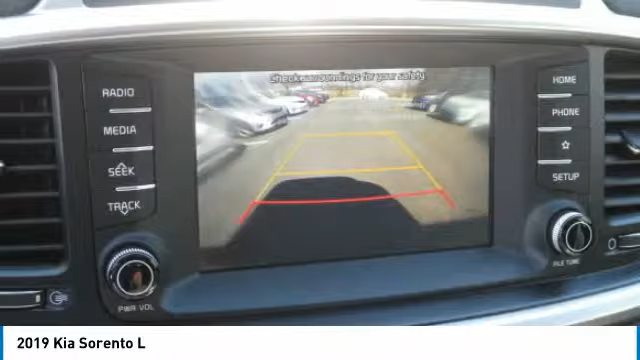 Check surroundings for your safety
RADIO
MEDIA
SEEK
TRACK
PWR VOL
HOME
PHONE
SETUP
FILE TUNE
2019 Kia Sorento L